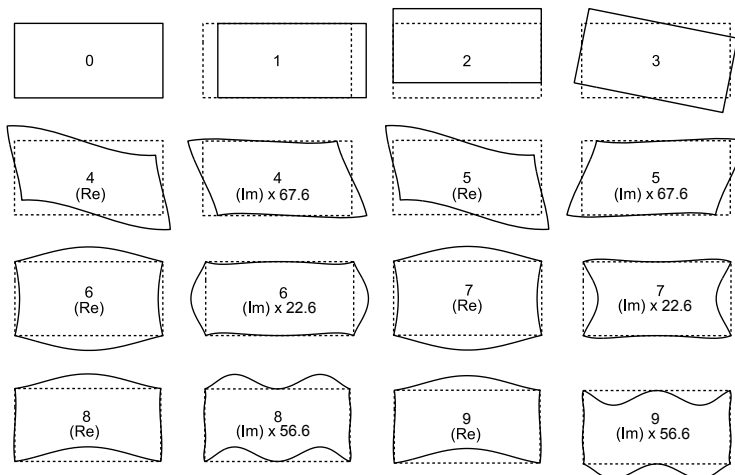 0
1
2
3
4
(Re)
4
(Im) x 67.6
5
(Re)
5
(Im) x 67.6
6
(Re)
6
(Im) x 22.6
7
(Re)
7
(Im) x 22.6
8
(Re)
8
(Im) x 56.6
9
(Re)
9
(Im) x 56.6